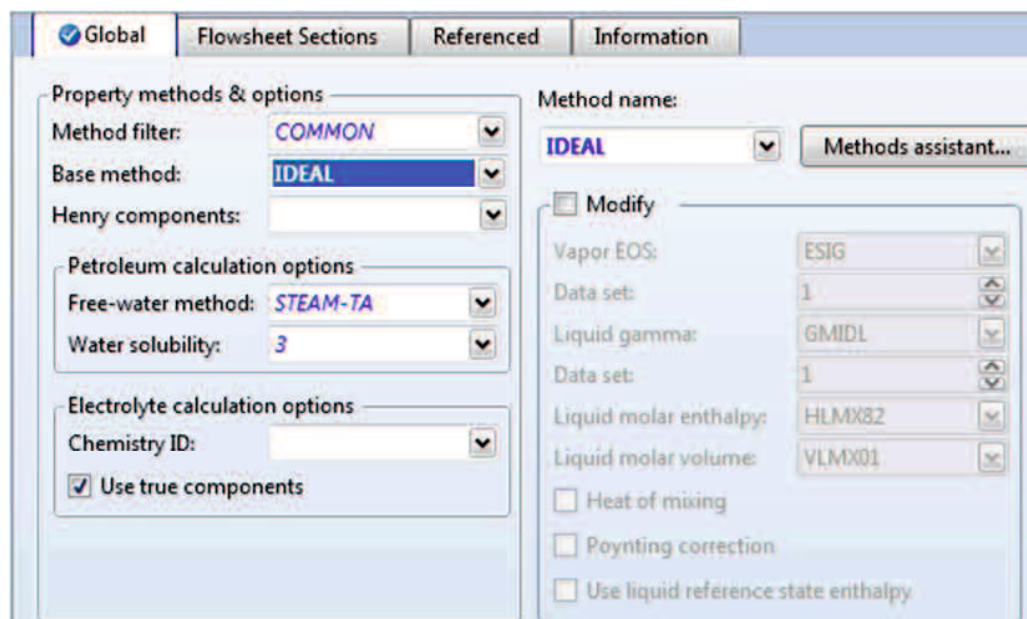 Global
Flowsheet Sections
Referenced
Information
Property methods & options
Method filter: COMMON
Base method: IDEAL
Henry components:
Petroleum calculation options
Free-water method: STEAM-TA
Water solubility: 3
Electrolyte calculation options
Chemistry ID:
Use true components
Method name:
IDEAL
Methods assistant...
Modify
Vapor EOS: ESIG
Data set: 1
Liquid gamma: GMIDL
Data set: 1
Liquid molar enthalpy: HLMX82
Liquid molar volume: VLMX01
Heat of mixing
Poynting correction
Use liquid reference state enthalpy